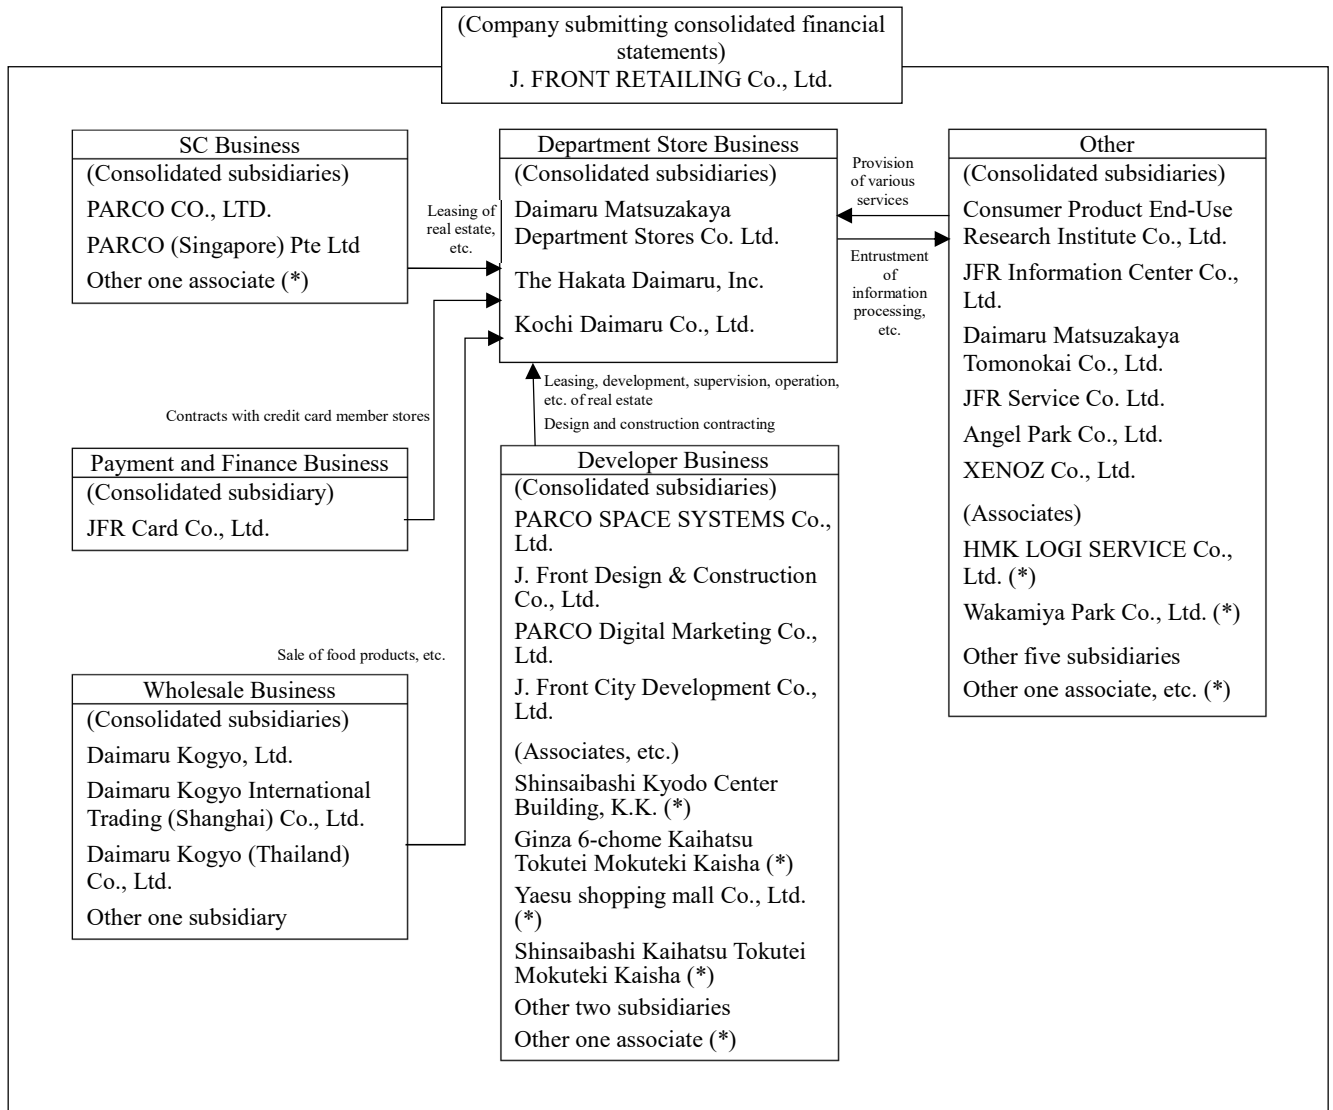 (Company submitting consolidated financial
statements)
J. FRONT RETAILING Co., Ltd.
SC Business
(Consolidated subsidiaries)
PARCO CO., LTD.
PARCO (Singapore) Pte Ltd
Other one associate (*)
Leasing of
real estate,
etc.
Department Store Business
(Consolidated subsidiaries)
Daimaru Matsuzakaya
Department Stores Co. Ltd.
The Hakata Daimaru, Inc.
Kochi Daimaru Co., Ltd.
Provision
of various
services
Entrustment
of
information
processing,
etc.
Other
(Consolidated subsidiaries)
Consumer Product End-Use
Research Institute Co., Ltd.
JFR Information Center Co.,
Ltd.
Daimaru Matsuzakaya
Tomonokai Co., Ltd.
JFR Service Co. Ltd.
Angel Park Co., Ltd.
XENOZ Co., Ltd.
(Associates)
HMK LOGI SERVICE Co.,
Ltd. (*)
Wakamiya Park Co., Ltd. (*)
Other five subsidiaries
Other one associate, etc. (*)
Contracts with credit card member stores
Payment and Finance Business
(Consolidated subsidiary)
JFR Card Co., Ltd.
Leasing, development, supervision, operation,
etc. of real estate
Design and construction contracting
Developer Business
(Consolidated subsidiaries)
PARCO SPACE SYSTEMS Co.,
Ltd.
J. Front Design & Construction
Co., Ltd.
PARCO Digital Marketing Co.,
Ltd.
J. Front City Development Co.,
Ltd.
(Associates, etc.)
Shinsaibashi Kyodo Center
Building, K.K. (*)
Ginza 6-chome Kaihatsu
Tokutei Mokuteki Kaisha (*)
Yaesu shopping mall Co., Ltd.
(*)
Shinsaibashi Kaihatsu Tokutei
Mokuteki Kaisha (*)
Other two subsidiaries
Other one associate (*)
Sale of food products, etc.
Wholesale Business
(Consolidated subsidiaries)
Daimaru Kogyo, Ltd.
Daimaru Kogyo International
Trading (Shanghai) Co., Ltd.
Daimaru Kogyo (Thailand)
Co., Ltd.
Other one subsidiary